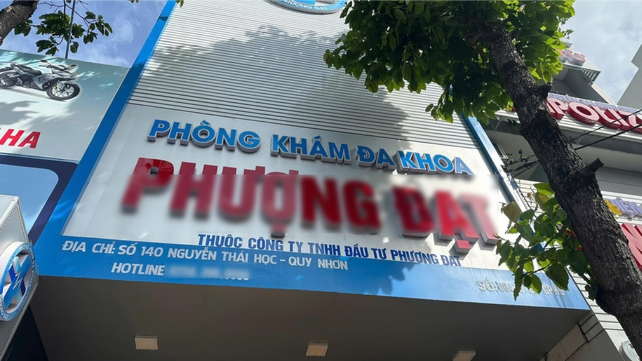 PHÒNG KHÁM ĐA KHOA
PHƯỢNG ĐẠT
THUỘC CÔNG TY TNHH ĐẦU TƯ PHƯỢNG ĐẠT
ĐỊA CHỈ: SỐ 140 NGUYỄN THÁI HỌC - QUY NHƠN
HOTLINE